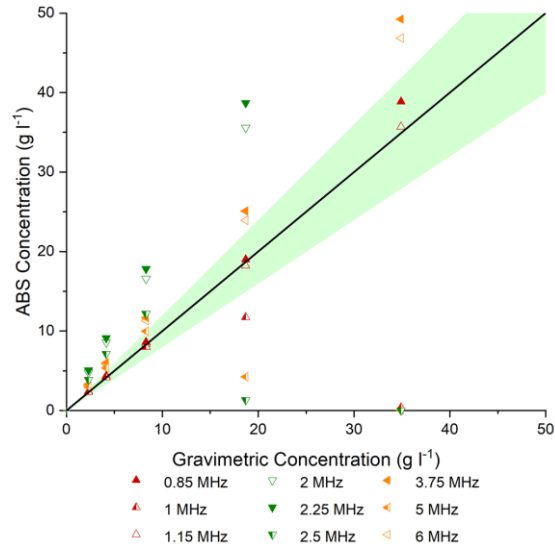 50
40
30
20
10
0
ABS Concentration (g l⁻¹)
0 10 20 30 40 50
Gravimetric Concentration (g l⁻¹)
0.85 MHz 2 MHz 3.75 MHz
1 MHz 2.25 MHz 5 MHz
1.15 MHz 2.5 MHz 6 MHz